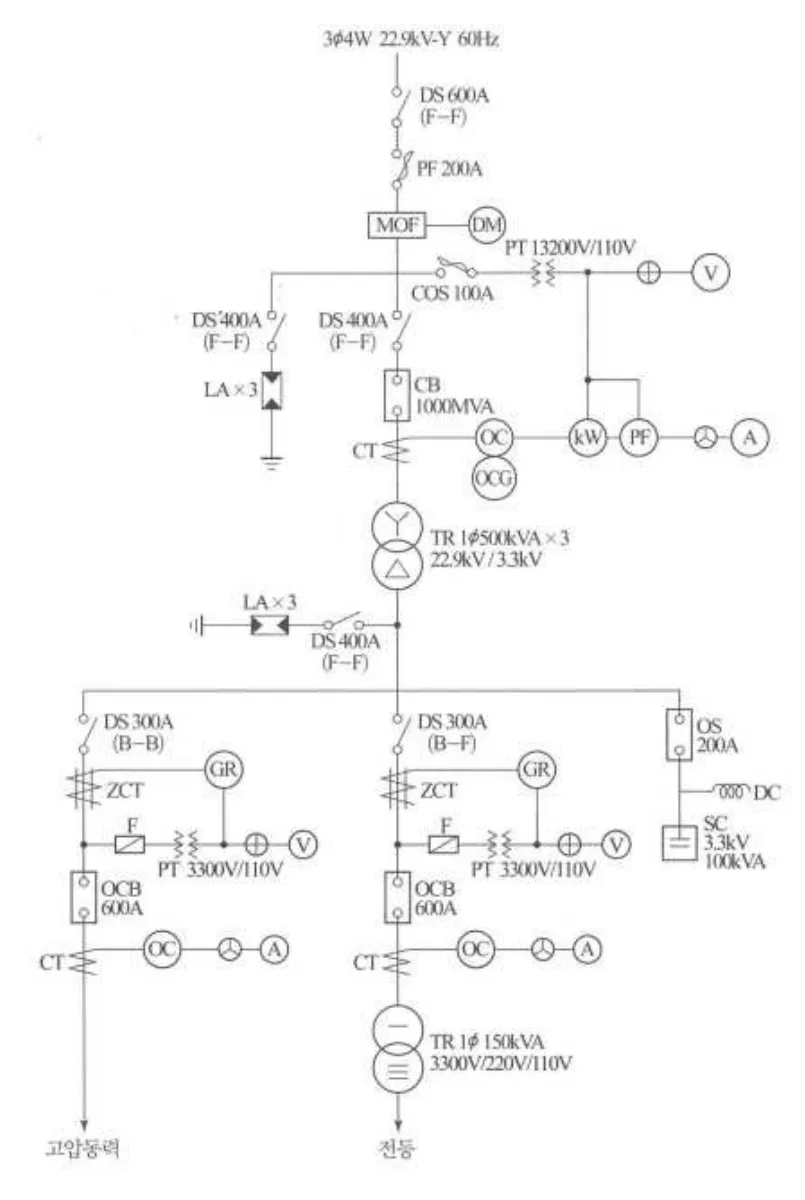 3φ4W 22.9kV-Y 60Hz
DS 600A
(F-F)
PF 200A
MOF
DM
PT 13200V/110V
COS 100A
V
DS 400A
(F-F)
DS 400A
(F-F)
LA×3
CB
1000MVA
CT
OC
kW
PF
A
OCG
TR 1φ500kVA×3
22.9kV/3.3kV
LA×3
DS 400A
(F-F)
DS 300A
(B-B)
DS 300A
(B-F)
OS
200A
GR
ZCT
GR
ZCT
DC
F
V
PT 3300V/110V
F
V
PT 3300V/110V
SC
3.3kV
100kVA
OCB
600A
OCB
600A
CT
OC
A
CT
OC
A
TR 1φ 150kVA
3300V/220V/110V
고압동력
전등